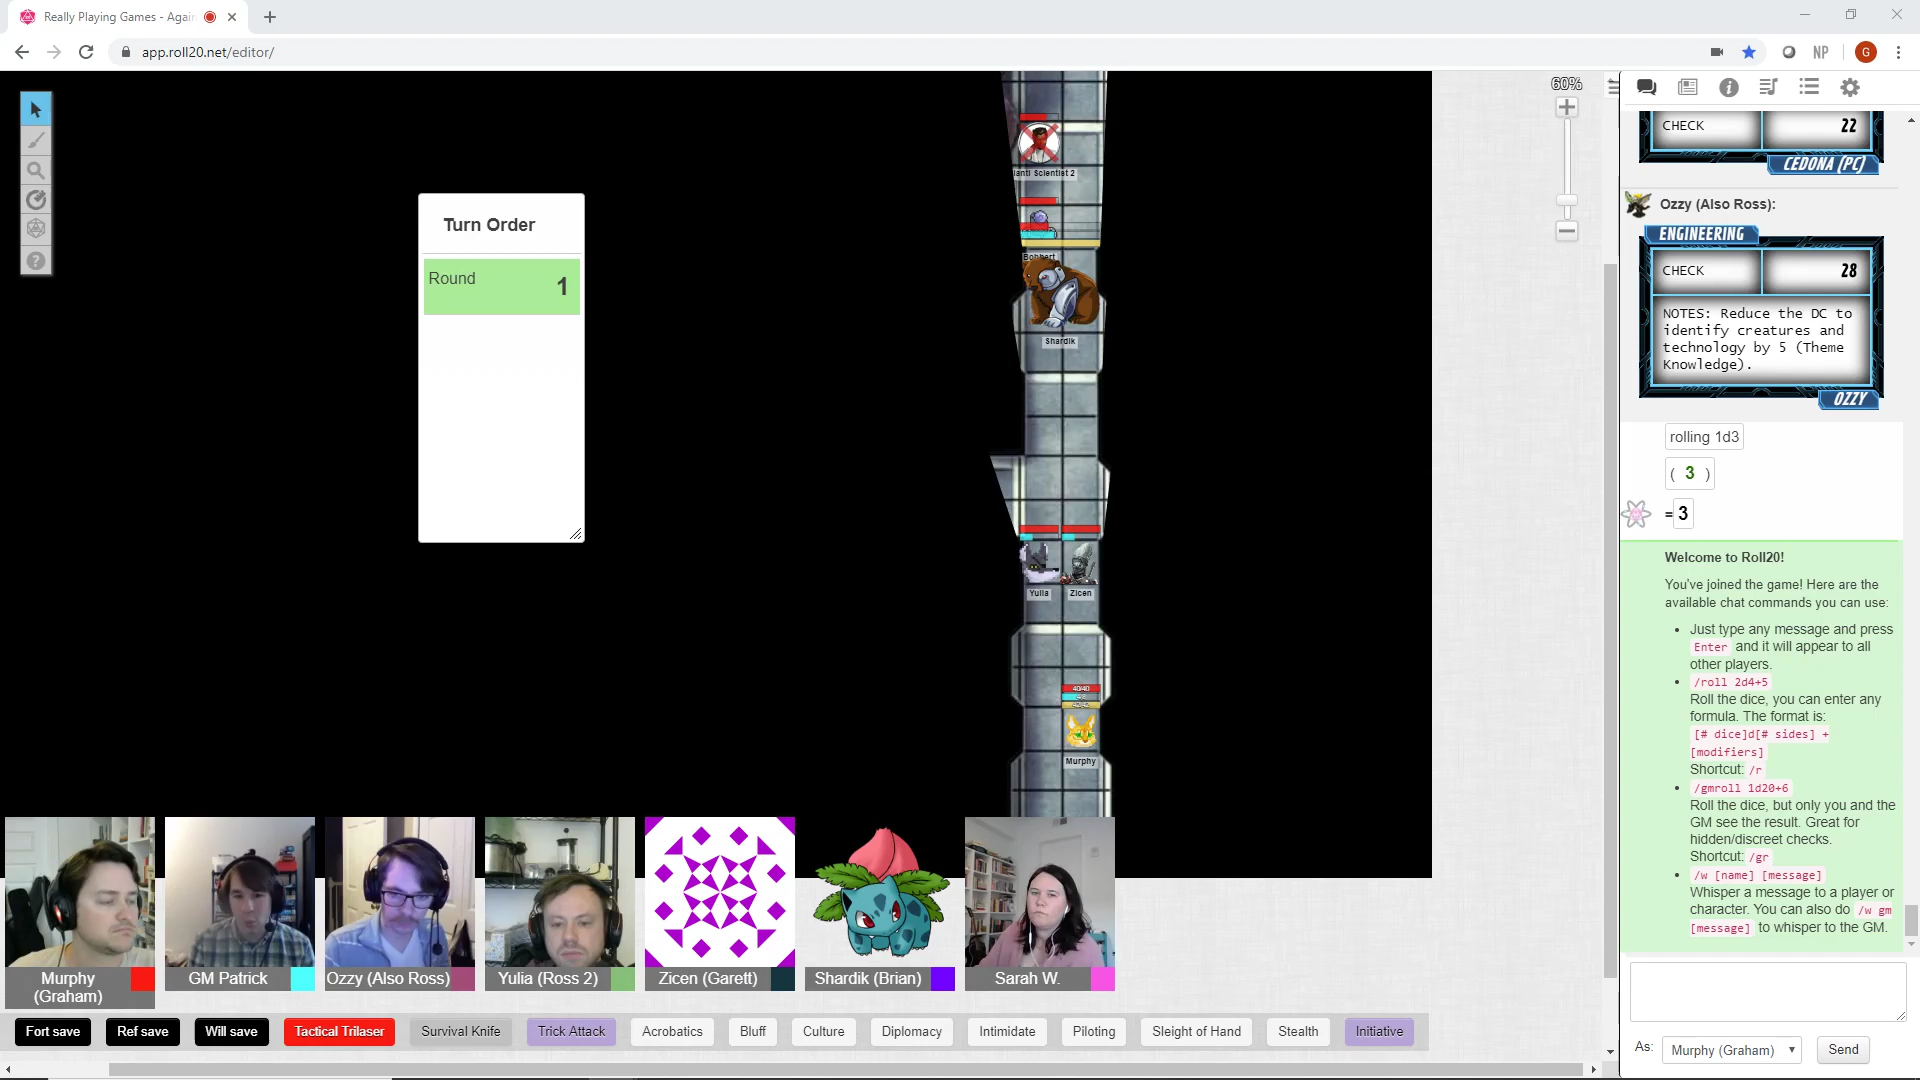 Really Playing Games - Again
app.roll20.net/editor/
NP
G
60%
Turn Order
Round
1
Scientist 2
Bobbert
Shardik
Yulia
Zicen
40/40
Murphy
CHECK
22
CEDONA (PC)
Ozzy (Also Ross):
ENGINEERING
CHECK
28
NOTES: Reduce the DC to
identify creatures and
technology by 5 (Theme
Knowledge).
OZZY
rolling 1d3
( 3 )
=3
Welcome to Roll20!
You've joined the game! Here are the
available chat commands you can use:
• Just type any message and press
Enter and it will appear to all
other players.
• /roll 2d4+5
Roll the dice, you can enter any
formula. The format is:
[# dice]d[# sides] +
[modifiers]
Shortcut: /r
• /gmroll 1d20+6
Roll the dice, but only you and the
GM see the result. Great for
hidden/discreet checks.
Shortcut: /gr
• /w [name] [message]
Whisper a message to a player or
character. You can also do /w gm
[message] to whisper to the GM.
As:
Murphy (Graham)
Send
Murphy
(Graham)
GM Patrick
Ozzy (Also Ross)
Yulia (Ross 2)
Zicen (Garett)
Shardik (Brian)
Sarah W.
Fort save
Ref save
Will save
Tactical Trilaser
Survival Knife
Trick Attack
Acrobatics
Bluff
Culture
Diplomacy
Intimidate
Piloting
Sleight of Hand
Stealth
Initiative